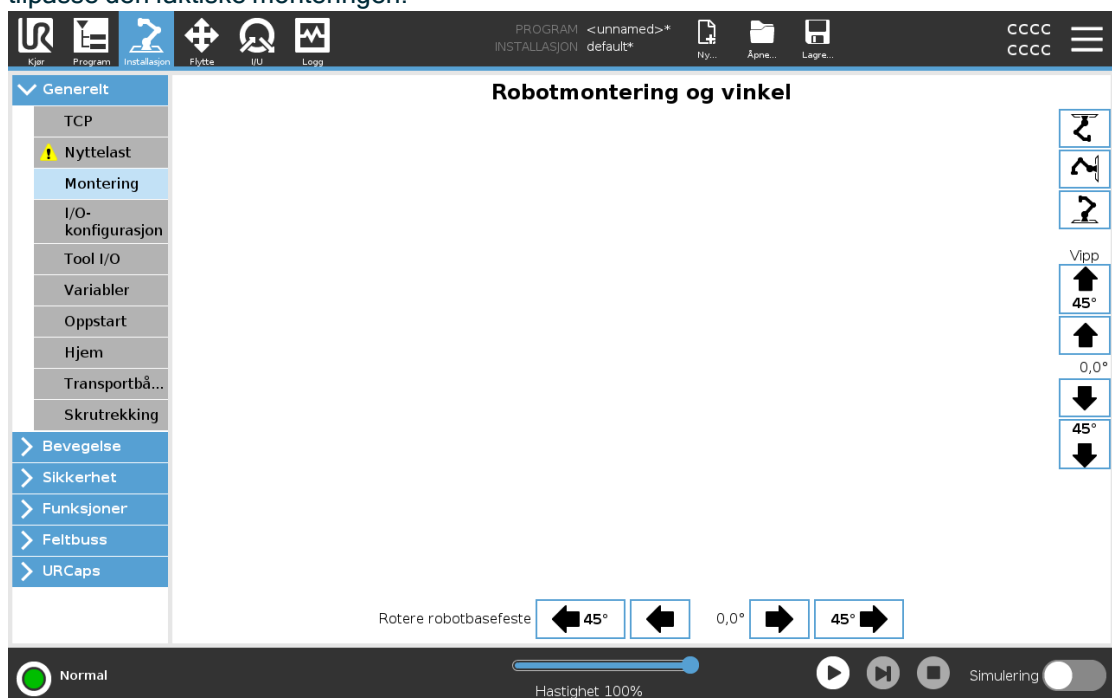 tilpasse den faktiske monteringen.
PROGRAM <unnamed>*
INSTALLASJON default*
Kjør
Program
Installasjon
Flytte
I/U
Logg
Ny...
Åpne...
Lagre...
CCCC
CCCC
Generelt
TCP
Nyttelast
Montering
I/O-
konfigurasjon
Tool I/O
Variabler
Oppstart
Hjem
Transportbå...
Skrutrekking
Bevegelse
Sikkerhet
Funksjoner
Feltbuss
URCaps
Robotmontering og vinkel
Vipp
45°
0,0°
45°
Rotere robotbasefeste
45°
0,0°
45°
Normal
Hastighet 100%
Simulering